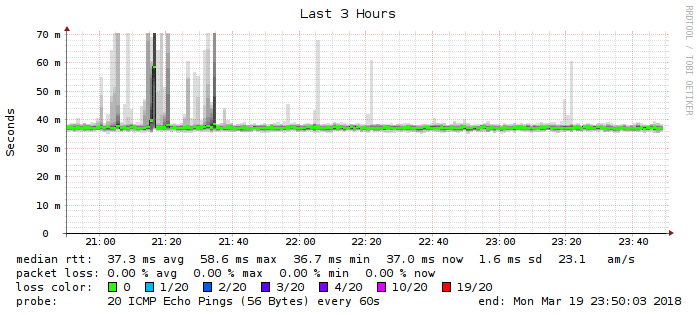 Last 3 Hours
RRDTOOL / TOBI OETIKER
Seconds
70 m
60 m
50 m
40 m
30 m
20 m
10 m
0
21:00 21:20 21:40 22:00 22:20 22:40 23:00 23:20 23:40
median rtt: 37.3 ms avg 58.6 ms max 36.7 ms min 37.0 ms now 1.6 ms sd 23.1 am/s
packet loss: 0.00 % avg 0.00 % max 0.00 % min 0.00 % now
loss color: 0 1/20 2/20 3/20 4/20 10/20 19/20
probe: 20 ICMP Echo Pings (56 Bytes) every 60s end: Mon Mar 19 23:50:03 2018